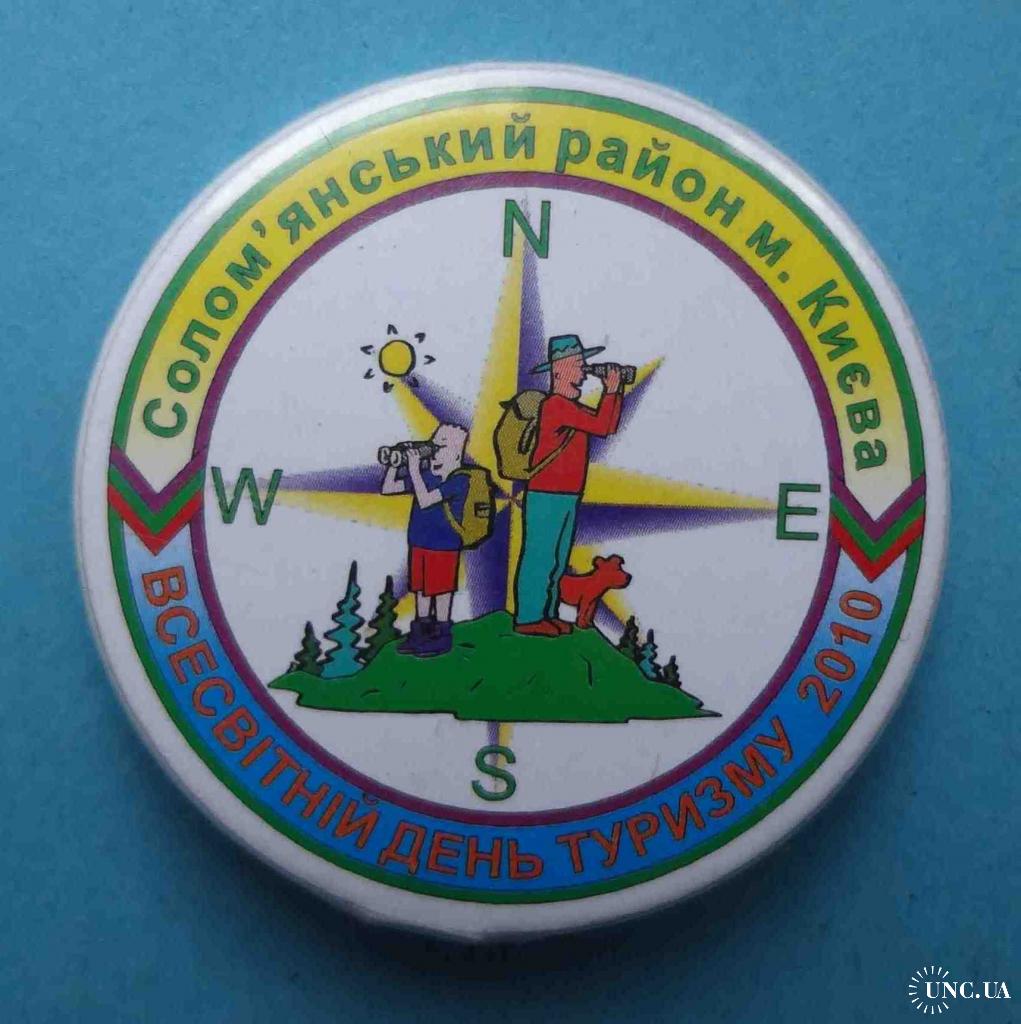 Солом'янський район м. Києва
N
W
E
S
ВСЕСВІТНІЙ ДЕНЬ ТУРИЗМУ 2010
UNC.UA